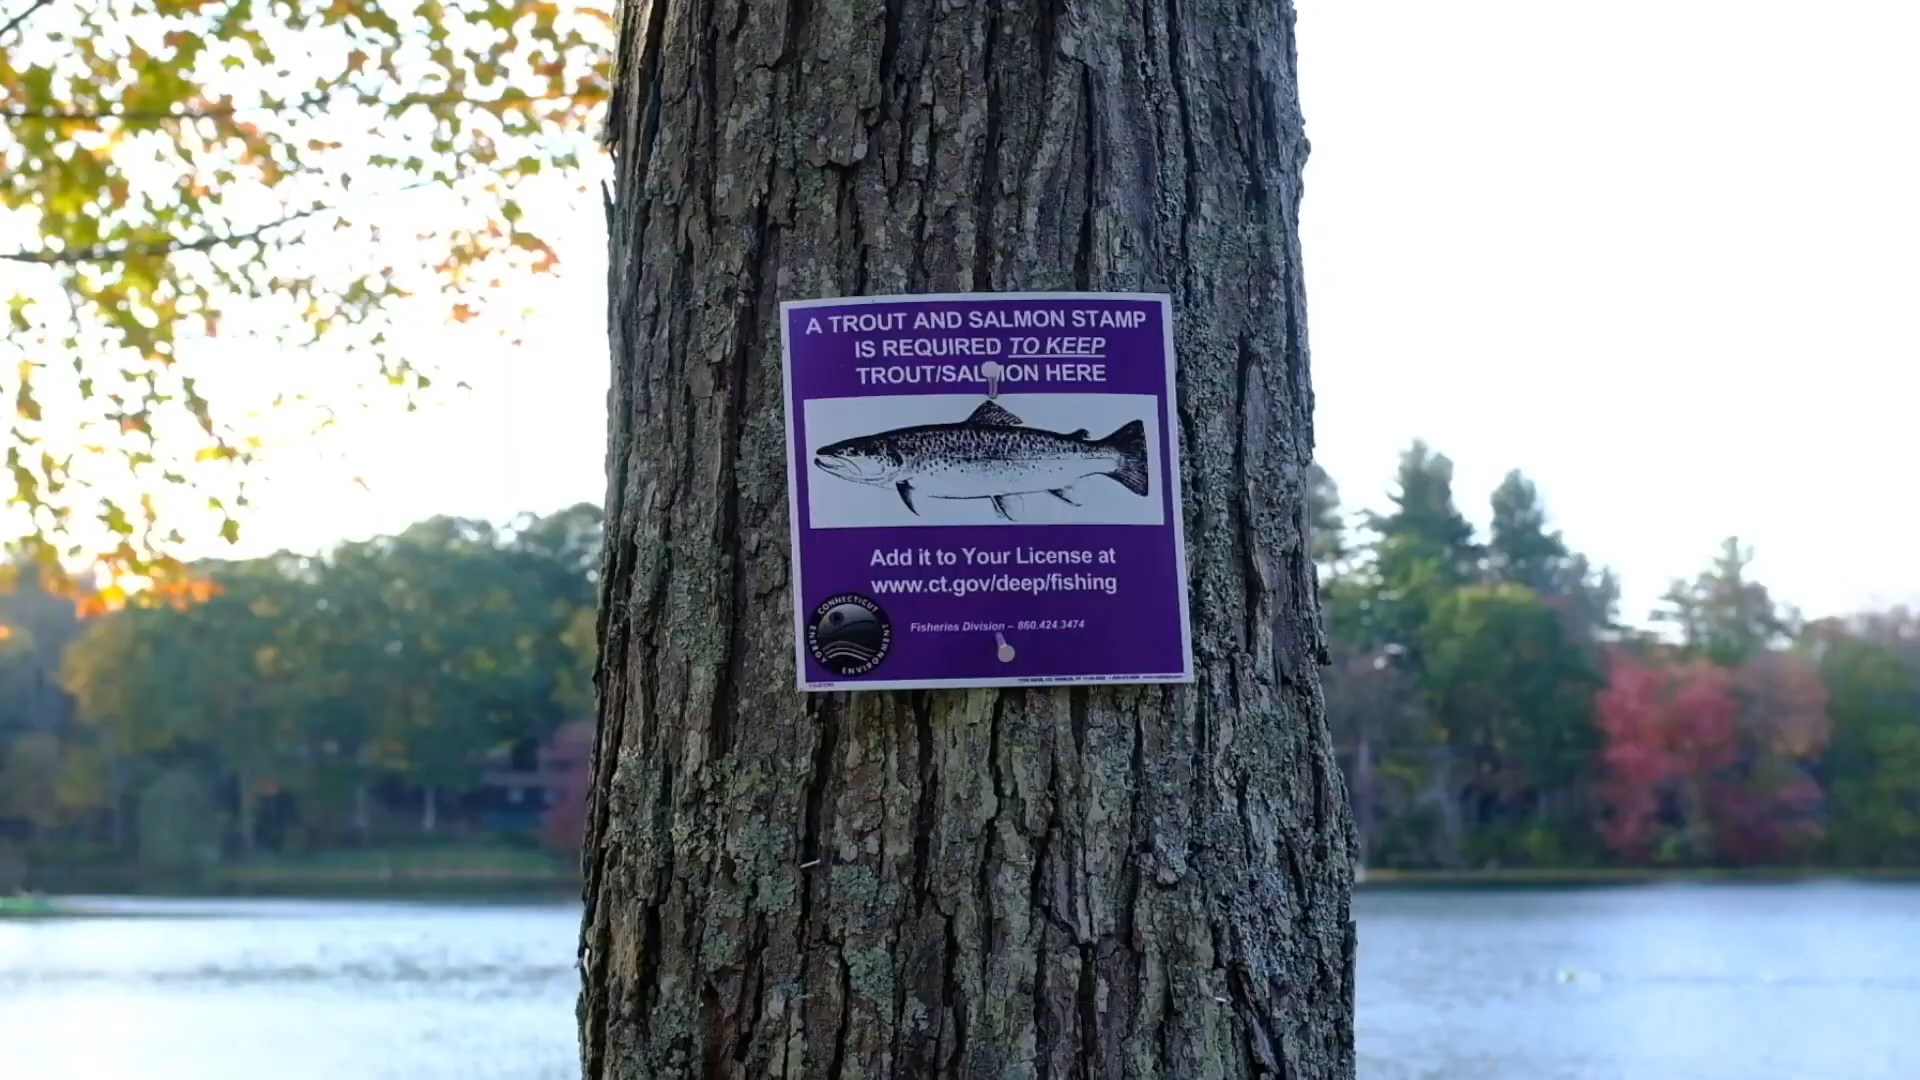 A TROUT AND SALMON STAMP
IS REQUIRED TO KEEP
TROUT/SALMON HERE
Add it to Your License at
www.ct.gov/deep/fishing
Fisheries Division – 860.424.3474
CONNECTICUT
ENERGY
ENVIRONMENT